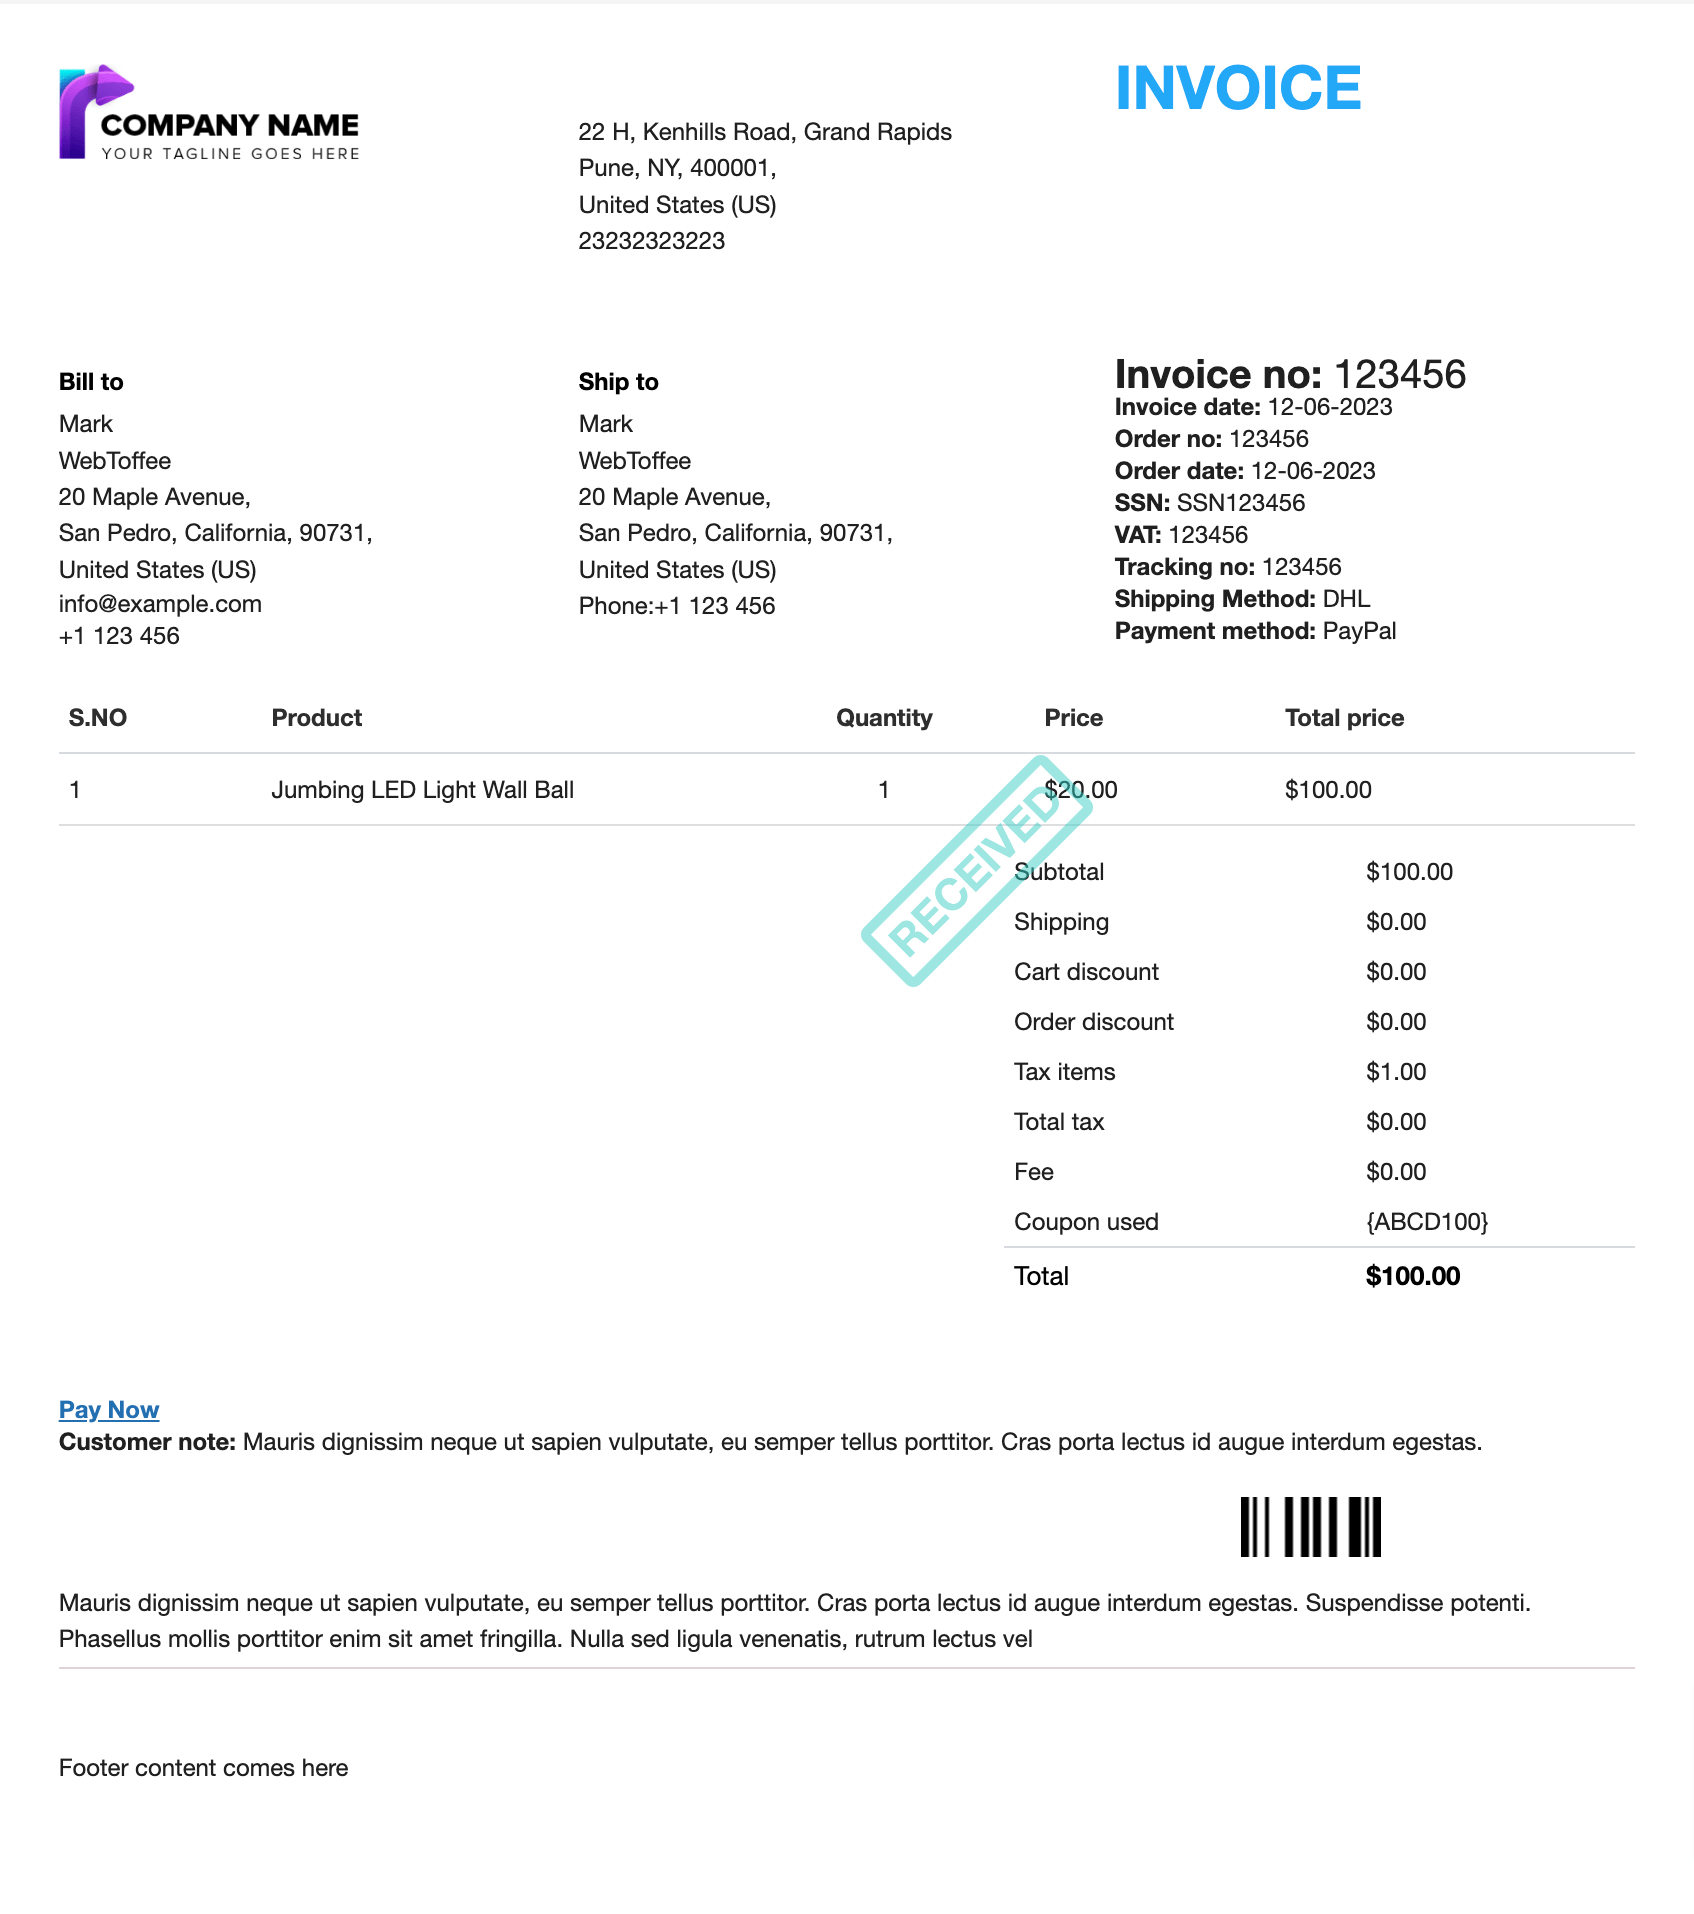 COMPANY NAME
YOUR TAGLINE GOES HERE
22 H, Kenhills Road, Grand Rapids
Pune, NY, 400001,
United States (US)
23232323223
INVOICE
Bill to
Mark
WebToffee
20 Maple Avenue,
San Pedro, California, 90731,
United States (US)
info@example.com
+1 123 456
Ship to
Mark
WebToffee
20 Maple Avenue,
San Pedro, California, 90731,
United States (US)
Phone:+1 123 456
Invoice no: 123456
Invoice date: 12-06-2023
Order no: 123456
Order date: 12-06-2023
SSN: SSN123456
VAT: 123456
Tracking no: 123456
Shipping Method: DHL
Payment method: PayPal
S.NO Product Quantity Price Total price
1 Jumbing LED Light Wall Ball 1 $20.00 $100.00
RECEIVED
Subtotal $100.00
Shipping $0.00
Cart discount $0.00
Order discount $0.00
Tax items $1.00
Total tax $0.00
Fee $0.00
Coupon used {ABCD100}
Total $100.00
Pay Now
Customer note: Mauris dignissim neque ut sapien vulputate, eu semper tellus porttitor. Cras porta lectus id augue interdum egestas.
Mauris dignissim neque ut sapien vulputate, eu semper tellus porttitor. Cras porta lectus id augue interdum egestas. Suspendisse potenti.
Phasellus mollis porttitor enim sit amet fringilla. Nulla sed ligula venenatis, rutrum lectus vel
Footer content comes here